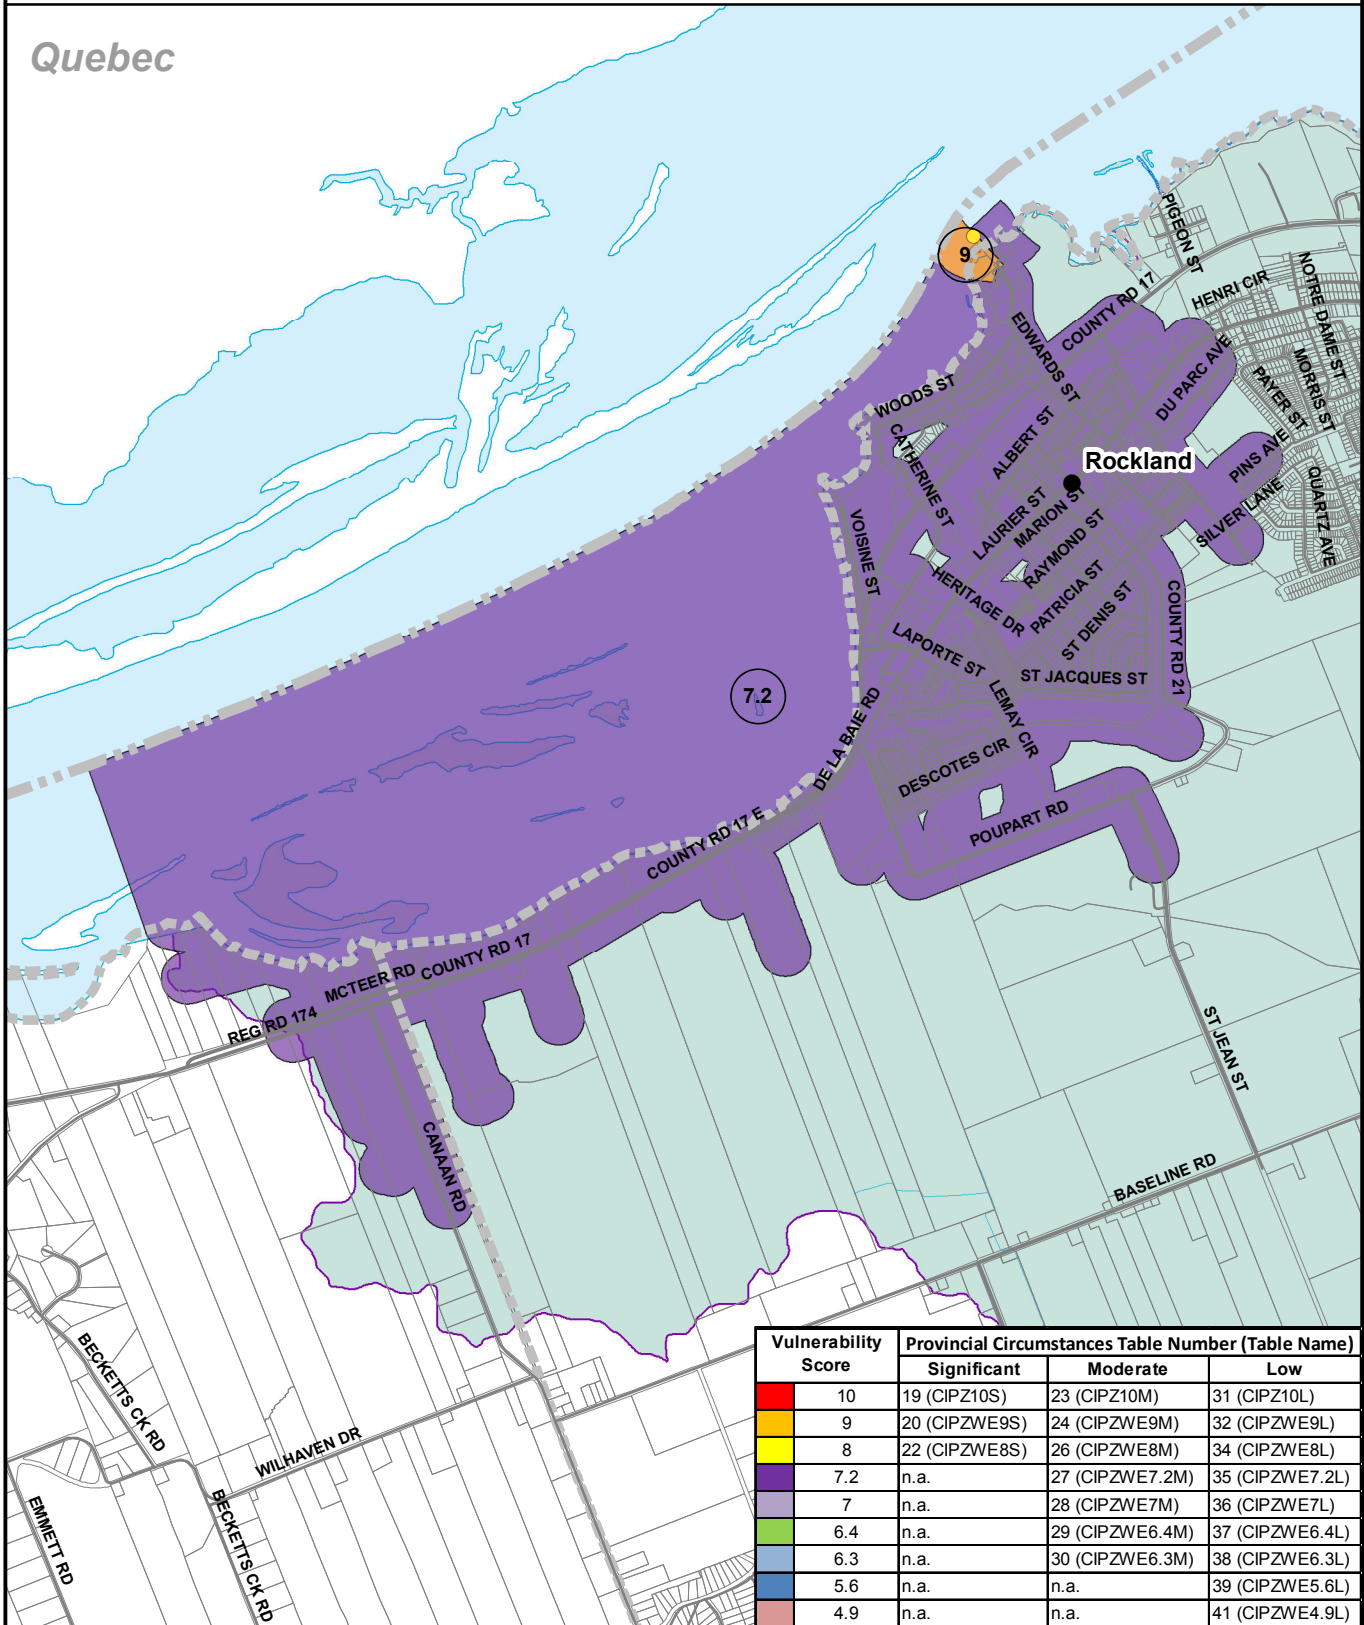 Quebec
PIGEON ST
9
COUNTY RD 17
HENRI CIR
NOTRE DAME ST
EDWARDS ST
MORRIS ST
DU PARC AVE
PAYER ST
WOODS ST
ALBERT ST
CATHERINE ST
Rockland
PINS AVE
QUARTZ AVE
SILVER LANE
LAURIER ST
MARION ST
RAYMOND ST
VOISINE ST
HERITAGE DR
PATRICIA ST
ST DENIS ST
COUNTY RD 21
LAPORTE ST
ST JACQUES ST
7.2
LEMAY CIR
DE LA BAIE RD
DESCOTES CIR
POUPART RD
COUNTY RD 17 E
COUNTY RD 17
MCTEER RD
REG RD 174
ST JEAN ST
CANAAN RD
BASELINE RD
BECKETTS CK RD
WILHAVEN DR
EMMETT RD
BECKETTS CK RD
Vulnerability Score Provincial Circumstances Table Number (Table Name)
Significant Moderate Low
10 19 (CIPZ10S) 23 (CIPZ10M) 31 (CIPZ10L)
9 20 (CIPZWE9S) 24 (CIPZWE9M) 32 (CIPZWE9L)
8 22 (CIPZWE8S) 26 (CIPZWE8M) 34 (CIPZWE8L)
7.2 n.a. 27 (CIPZWE7.2M) 35 (CIPZWE7.2L)
7 n.a. 28 (CIPZWE7M) 36 (CIPZWE7L)
6.4 n.a. 29 (CIPZWE6.4M) 37 (CIPZWE6.4L)
6.3 n.a. 30 (CIPZWE6.3M) 38 (CIPZWE6.3L)
5.6 n.a. n.a. 39 (CIPZWE5.6L)
4.9 n.a. n.a. 41 (CIPZWE4.9L)